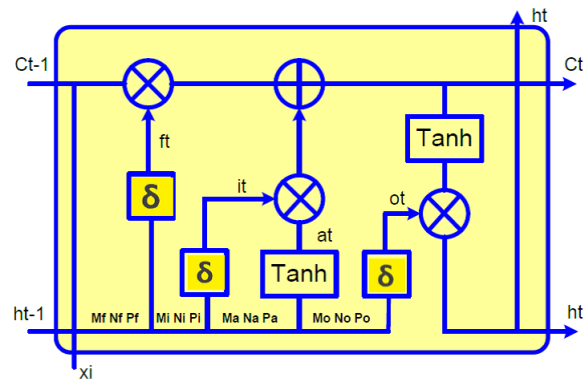 ht
Ct-1
Ct
ft
Tanh
δ
it
ot
at
δ
Tanh
δ
ht-1
Mf Nf Pf
Mi Ni Pi
Ma Na Pa
Mo No Po
ht
xi